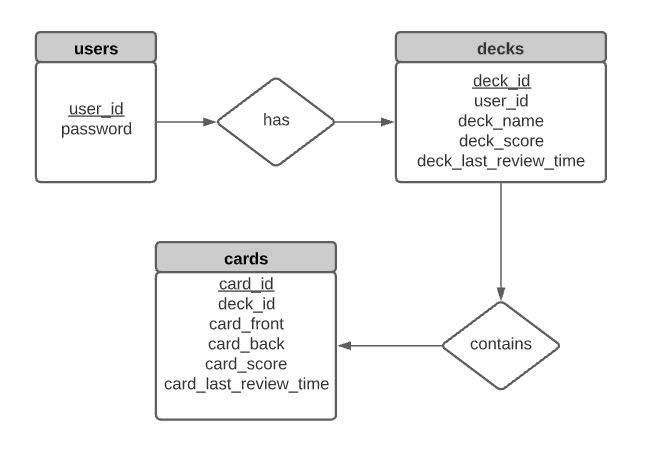 users
user_id
password
has
decks
deck_id
user_id
deck_name
deck_score
deck_last_review_time
contains
cards
card_id
deck_id
card_front
card_back
card_score
card_last_review_time